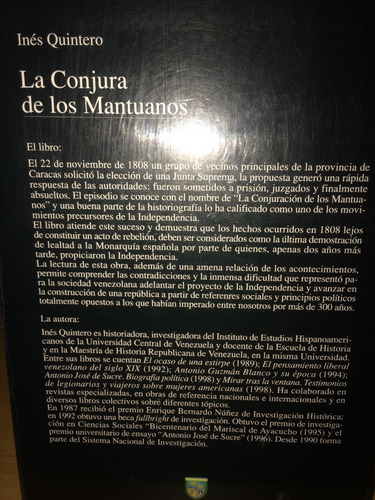 Inés Quintero
La Conjura
de los Mantuanos
El libro:
El 22 de noviembre de 1808 un grupo de vecinos principales de la provincia de
Caracas solicitó la elección de una Junta Suprema, la propuesta generó una rápida
respuesta de las autoridades: fueron sometidos a prisión, juzgados y finalmente
absueltos. El episodio se conoce con el nombre de "La Conjuración de los Mantua-
nos" y una buena parte de la historiografía lo ha calificado como uno de los movi-
mientos precursores de la Independencia.
El libro atiende este suceso y demuestra que los hechos ocurridos en 1808 lejos
de constituir un acto de rebelión, deben ser considerados como la última demostración
de lealtad a la Monarquía española por parte de quienes, apenas dos años más
tarde, propiciaron la Independencia.
La lectura de esta obra, además de una amena relación de los acontecimientos,
permite comprender las contradicciones y la inmensa dificultad que representó pa-
ra la sociedad venezolana adelantar el proyecto de la Independencia y avanzar en
la construcción de una república a partir de referenres sociales y principios políticos
totalmente opuestos a los que habían imperado entre nosotros por más de 300 años.
La autora:
Inés Quintero es historiadora, investigadora del Instituto de Estudios Hispanoameri-
canos de la Universidad Central de Venezuela y docente de la Escuela de Historia
y en la Maestría de Historia Republicana de Venezuela, en la misma Universidad.
Entre sus libros se cuentan El ocaso de una estirpe (1989); El pensamiento liberal
venezolano del siglo XIX (1992); Antonio Guzmán Blanco y su época (1994);
Antonio José de Sucre. Biografía política (1998) y Mirar tras la ventana. Testimonios
de legionarios y viajeros sobre mujeres americanas (1998). Ha colaborado en
revistas especializadas, en obras de referencia nacionales e internacionales y en
diversos libros colectivos sobre diferentes tópicos.
En 1987 recibió el premio Enrique Bernardo Núñez de Investigación Histórica;
en 1992 obtuvo una beca fullbright de investigación. Obtuvo el premio de investiga-
ción en Ciencias Sociales "Bicentenario del Mariscal de Ayacucho (1995) y el
premio universitario de ensayo "Antonio José de Sucre" (1996). Desde 1990 forma
parte del Sistema Nacional de Investigación.